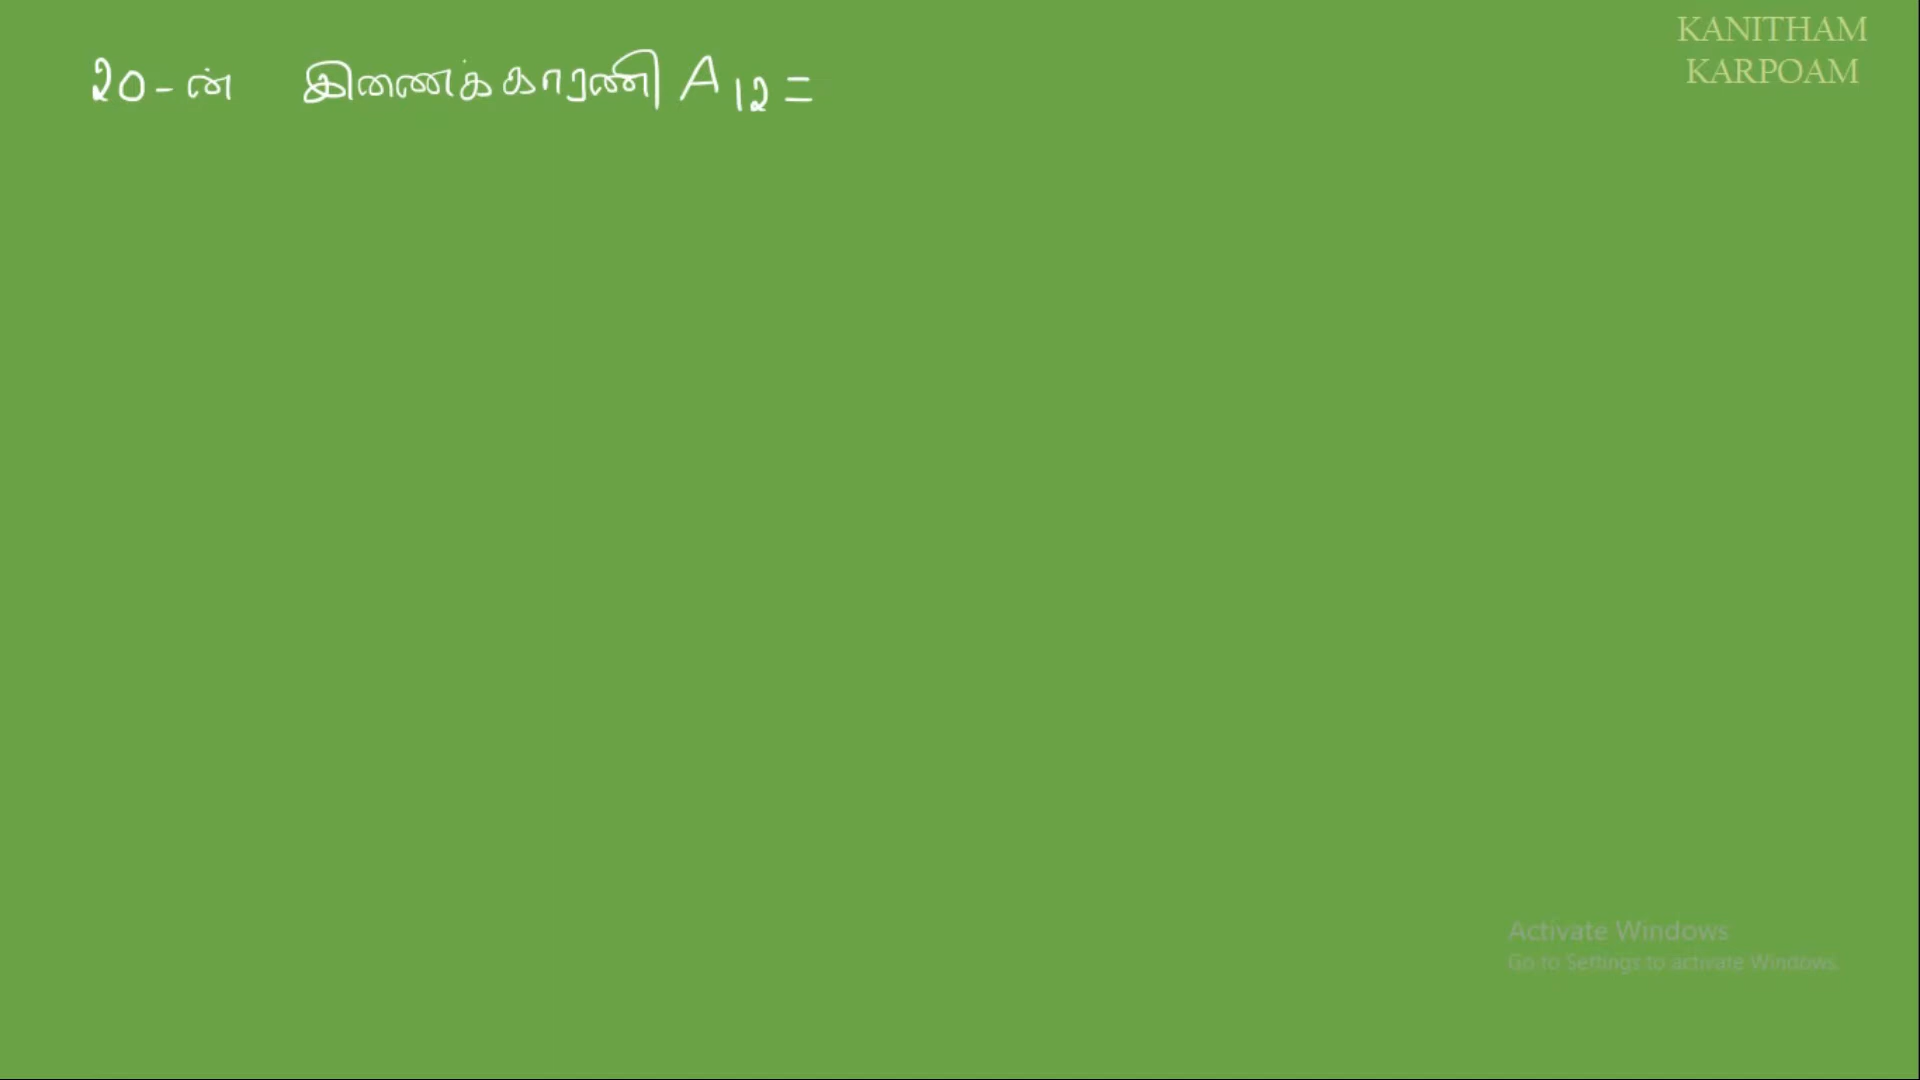 20-ன் இணைக்காரணி A₁₂ =
KANITHAM
KARPOAM
Activate Windows
Go to Settings to activate Windows.